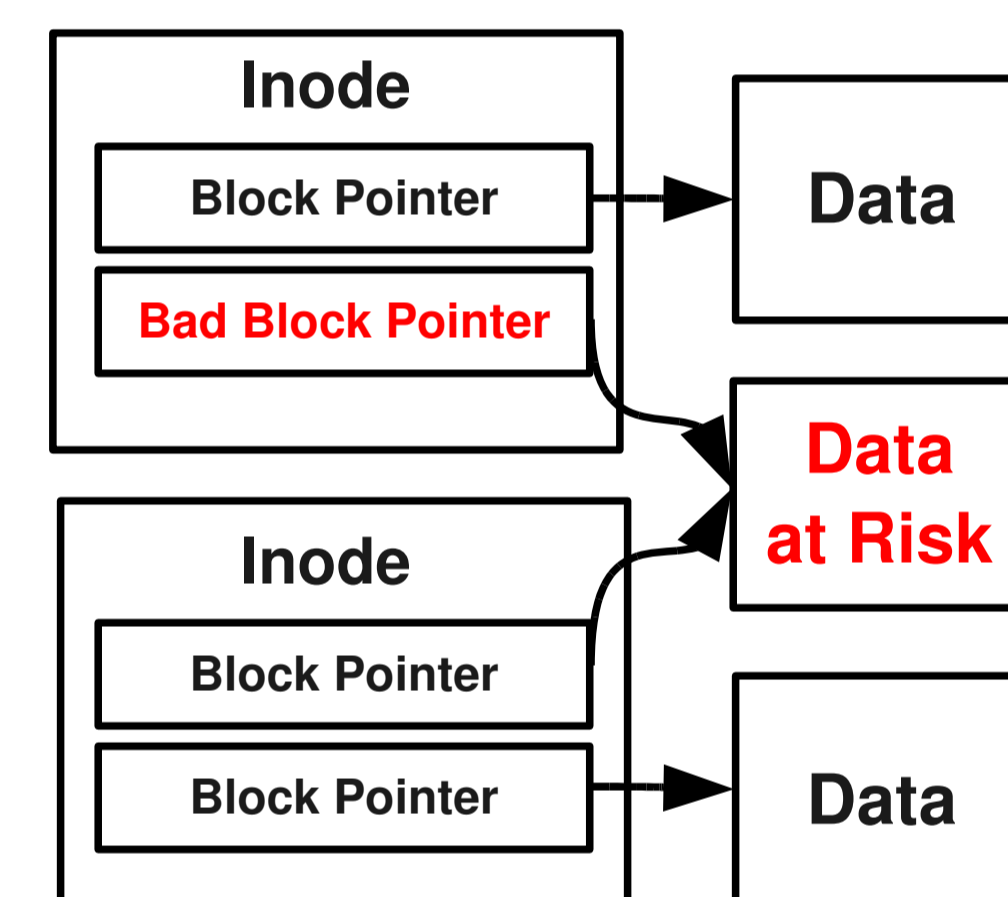 Inode
Block Pointer
Bad Block Pointer
Data
Data
at Risk
Inode
Block Pointer
Block Pointer
Data